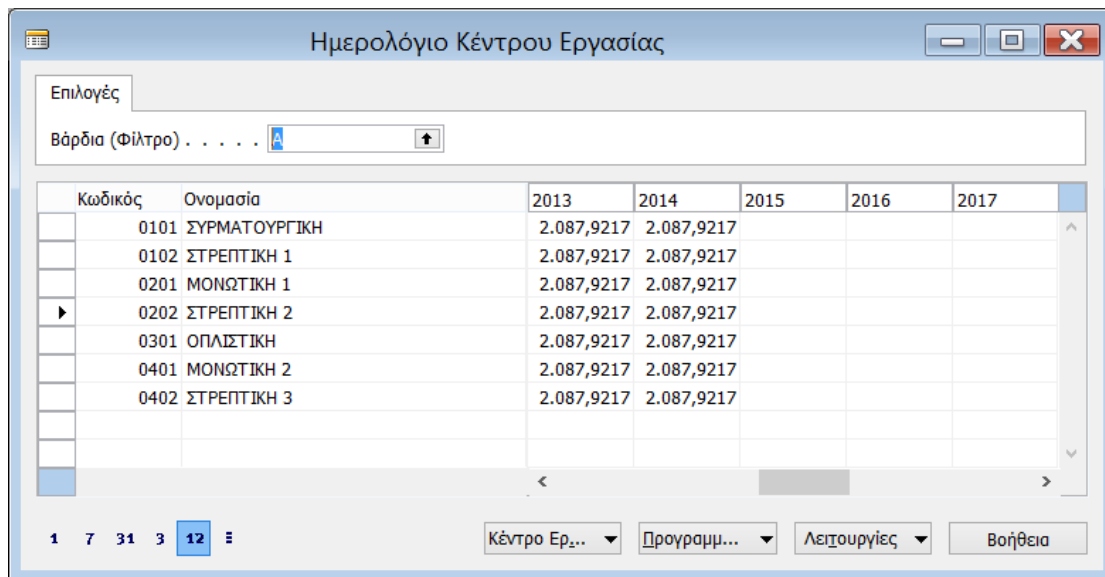 Ημερολόγιο Κέντρου Εργασίας
Επιλογές
Βάρδια (Φίλτρο) . . . . . Α
Κωδικός Ονομασία 2013 2014 2015 2016 2017
0101 ΣΥΡΜΑΤΟΥΡΓΙΚΗ 2.087,9217 2.087,9217
0102 ΣΤΡΕΠΤΙΚΗ 1 2.087,9217 2.087,9217
0201 ΜΟΝΩΤΙΚΗ 1 2.087,9217 2.087,9217
0202 ΣΤΡΕΠΤΙΚΗ 2 2.087,9217 2.087,9217
0301 ΟΠΛΙΣΤΙΚΗ 2.087,9217 2.087,9217
0401 ΜΟΝΩΤΙΚΗ 2 2.087,9217 2.087,9217
0402 ΣΤΡΕΠΤΙΚΗ 3 2.087,9217 2.087,9217
1 7 31 3 12 Κέντρο Ερ... Προγραμμ... Λειτουργίες Βοήθεια